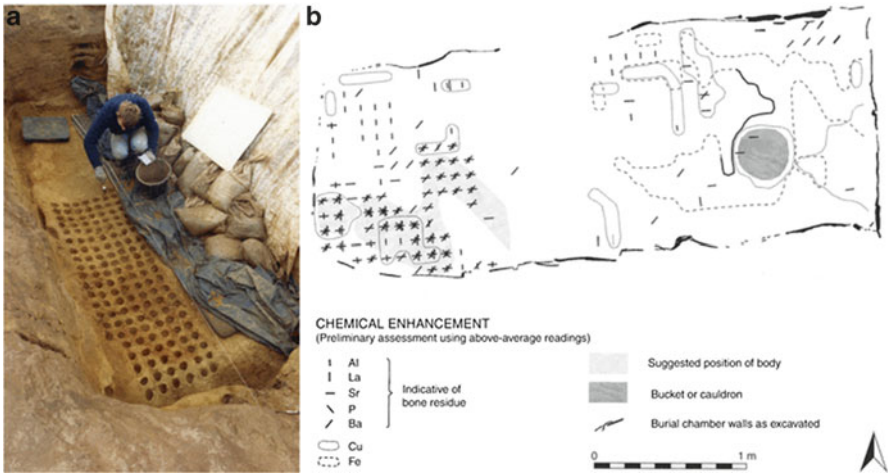 a
b
CHEMICAL ENHANCEMENT
(Preliminary assessment using above-average readings)
Al
La
Sr
P
Ba
Indicative of
bone residue
Cu
Fe
Suggested position of body
Bucket or cauldron
Burial chamber walls as excavated
0
1 m